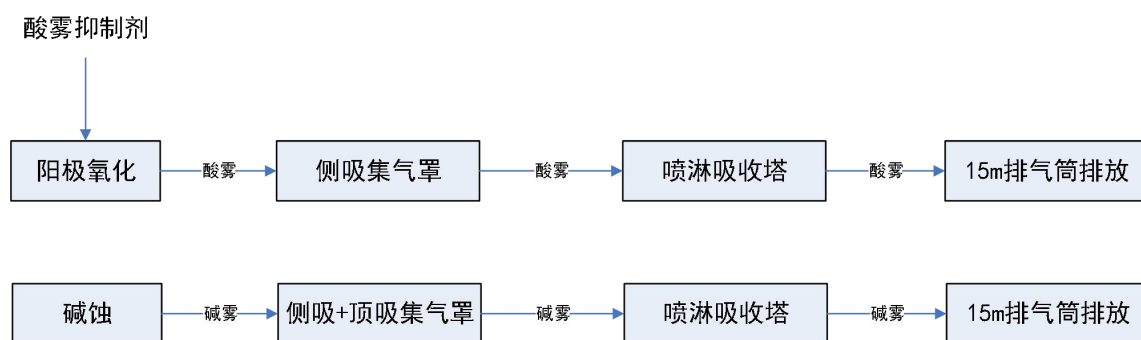 酸雾抑制剂
阳极氧化 酸雾 侧吸集气罩 酸雾 喷淋吸收塔 酸雾 15m排气筒排放
碱蚀 碱雾 侧吸+顶吸集气罩 碱雾 喷淋吸收塔 碱雾 15m排气筒排放